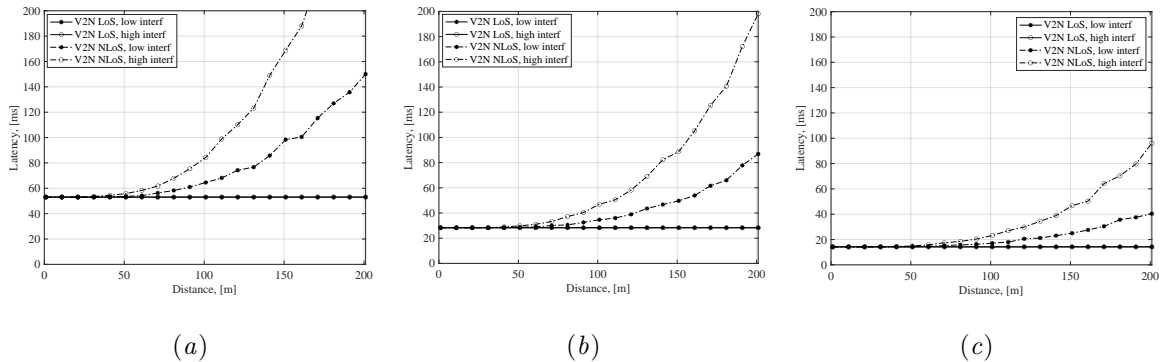 200
180
160
140
120
100
80
60
40
20
0
Latency, [ms]
V2N LoS, low interf
V2N LoS, high interf
V2N NLoS, low interf
V2N NLoS, high interf
0 50 100 150 200
Distance, [m]
(a)
200
180
160
140
120
100
80
60
40
20
0
Latency, [ms]
V2N LoS, low interf
V2N LoS, high interf
V2N NLoS, low interf
V2N NLoS, high interf
0 50 100 150 200
Distance, [m]
(b)
200
180
160
140
120
100
80
60
40
20
0
Latency, [ms]
V2N LoS, low interf
V2N LoS, high interf
V2N NLoS, low interf
V2N NLoS, high interf
0 50 100 150 200
Distance, [m]
(c)